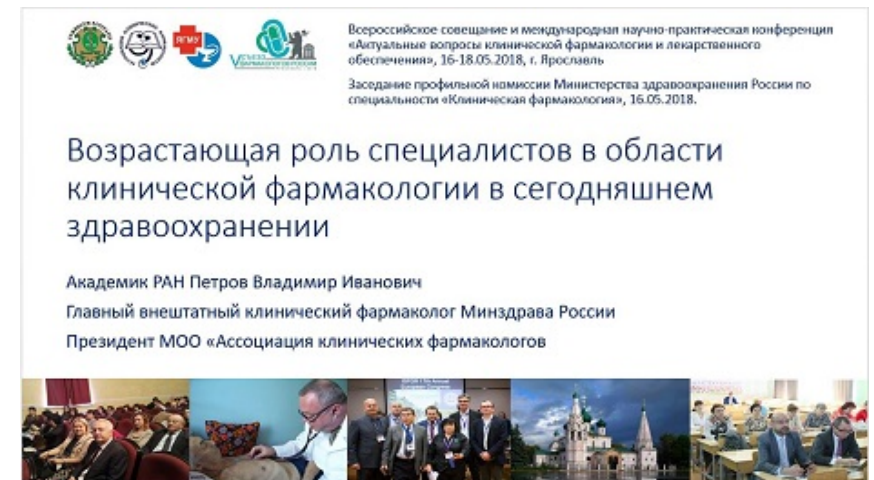 Всероссийское совещание и международная научно-практическая конференция
«Актуальные вопросы клинической фармакологии и лекарственного
обеспечения», 16-18.05.2018, г. Ярославль
Заседание профильной комиссии Министерства здравоохранения России по
специальности «Клиническая фармакология», 16.05.2018.
ЯГМУ
Возрастающая роль специалистов в области
клинической фармакологии в сегодняшнем
здравоохранении
Академик РАН Петров Владимир Иванович
Главный внештатный клинический фармаколог Минздрава России
Президент МОО «Ассоциация клинических фармакологов